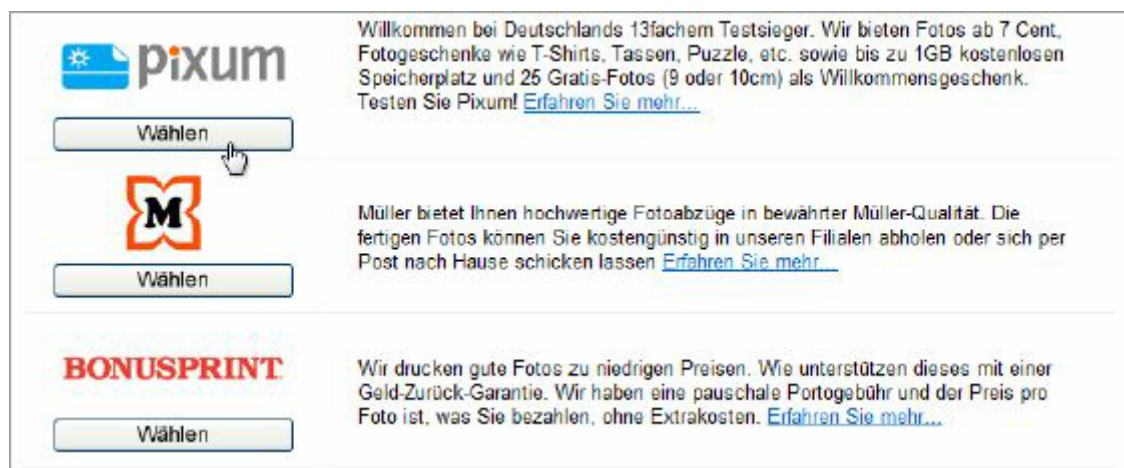 pixum
Willkommen bei Deutschlands 13fachem Testsieger. Wir bieten Fotos ab 7 Cent,
Fotogeschenke wie T-Shirts, Tassen, Puzzle, etc. sowie bis zu 1GB kostenlosen
Speicherplatz und 25 Gratis-Fotos (9 oder 10cm) als Willkommensgeschenk.
Testen Sie Pixum! Erfahren Sie mehr...
Wählen
M
Müller bietet Ihnen hochwertige Fotoabzüge in bewährter Müller-Qualität. Die
fertigen Fotos können Sie kostengünstig in unseren Filialen abholen oder sich per
Post nach Hause schicken lassen Erfahren Sie mehr...
Wählen
BONUSPRINT
Wir drucken gute Fotos zu niedrigen Preisen. Wie unterstützen dieses mit einer
Geld-Zurück-Garantie. Wir haben eine pauschale Portogebühr und der Preis pro
Foto ist, was Sie bezahlen, ohne Extrakosten. Erfahren Sie mehr...
Wählen